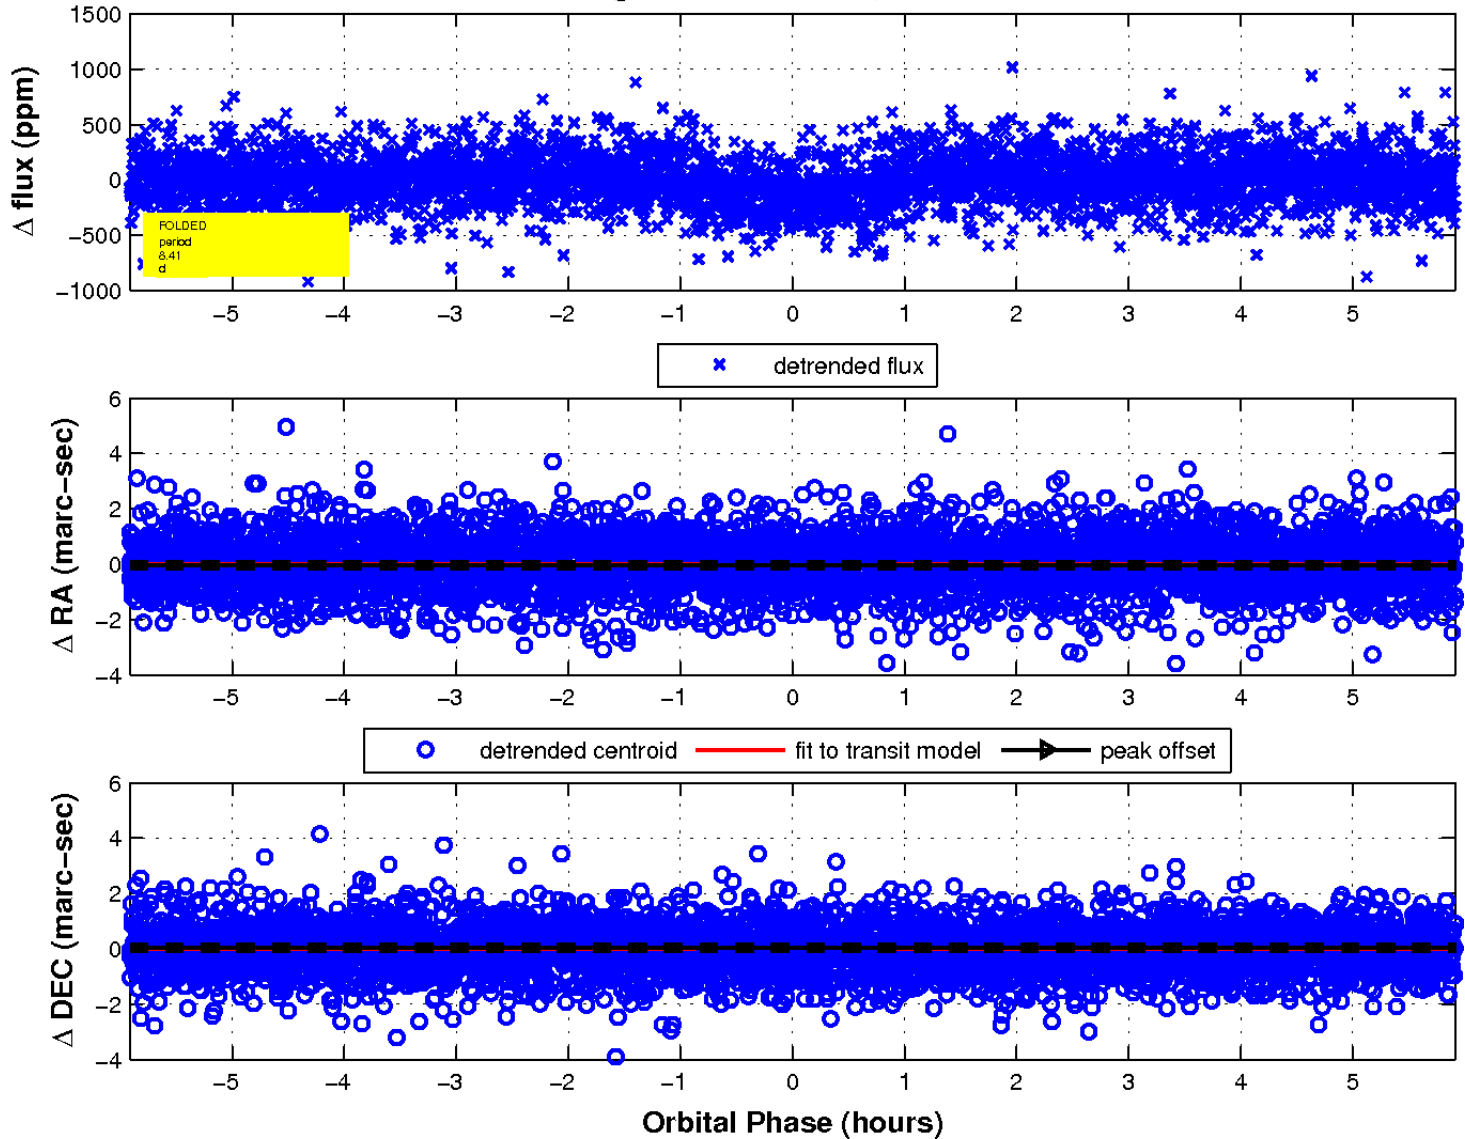 1500
1000
500
0
−500
−1000
Δ flux (ppm)
FOLDED
period
8.41
d
−5 −4 −3 −2 −1 0 1 2 3 4 5
detrended flux
6
4
2
0
−2
−4
Δ RA (marc−sec)
−5 −4 −3 −2 −1 0 1 2 3 4 5
detrended centroid fit to transit model peak offset
6
4
2
0
−2
−4
Δ DEC (marc−sec)
−5 −4 −3 −2 −1 0 1 2 3 4 5
Orbital Phase (hours)